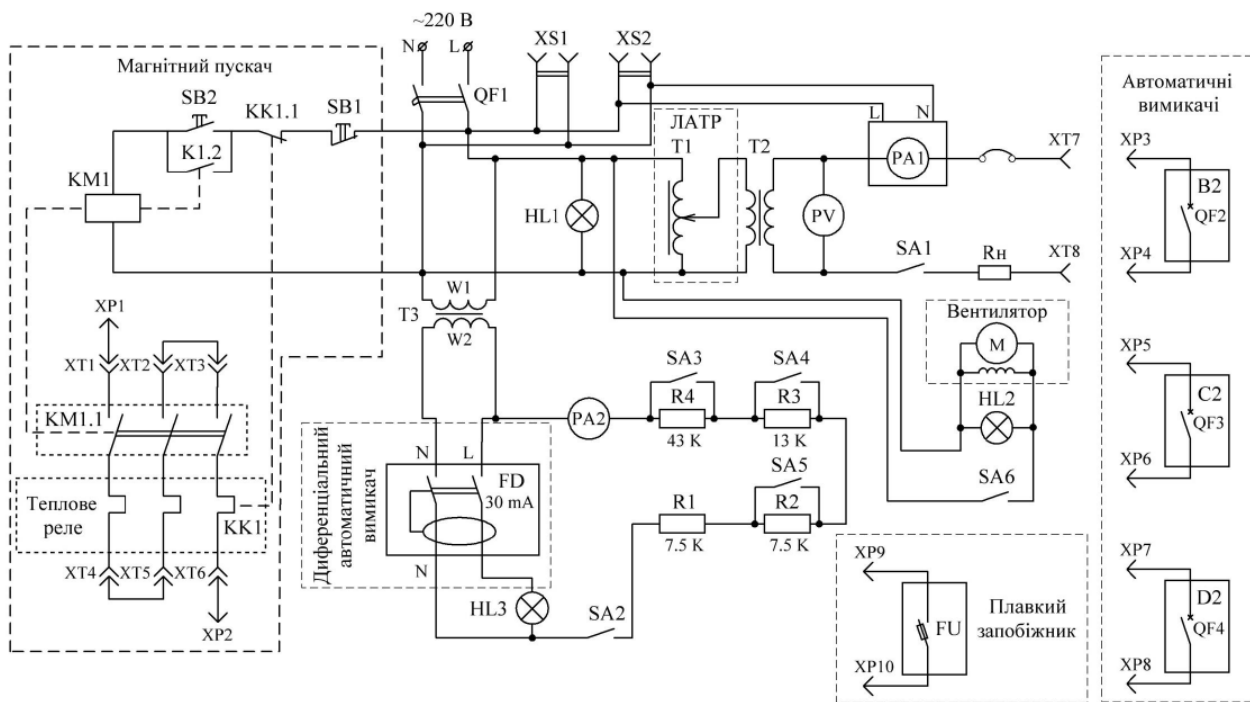 ~220 В
N
L
XS1
XS2
QF1
Магнітний пускач
SB2
KK1.1
SB1
K1.2
KM1
HL1
ЛАТР
T1
T2
L
N
PA1
PV
XT7
SA1
Rн
XT8
Автоматичні
вимикачі
XP3
B2
QF2
XP4
XP5
C2
QF3
XP6
XP7
D2
QF4
XP8
XP1
XT1
XT2
XT3
KM1.1
Теплове
реле
KK1
XT4
XT5
XT6
XP2
W1
T3
W2
Вентилятор
M
HL2
SA6
SA3
R4
43 K
SA4
R3
13 K
PA2
SA5
R1
7.5 K
R2
7.5 K
Диференціальний
автоматичний
вимикач
N
L
FD
30 mA
N
HL3
SA2
XP9
FU
XP10
Плавкий
запобіжник